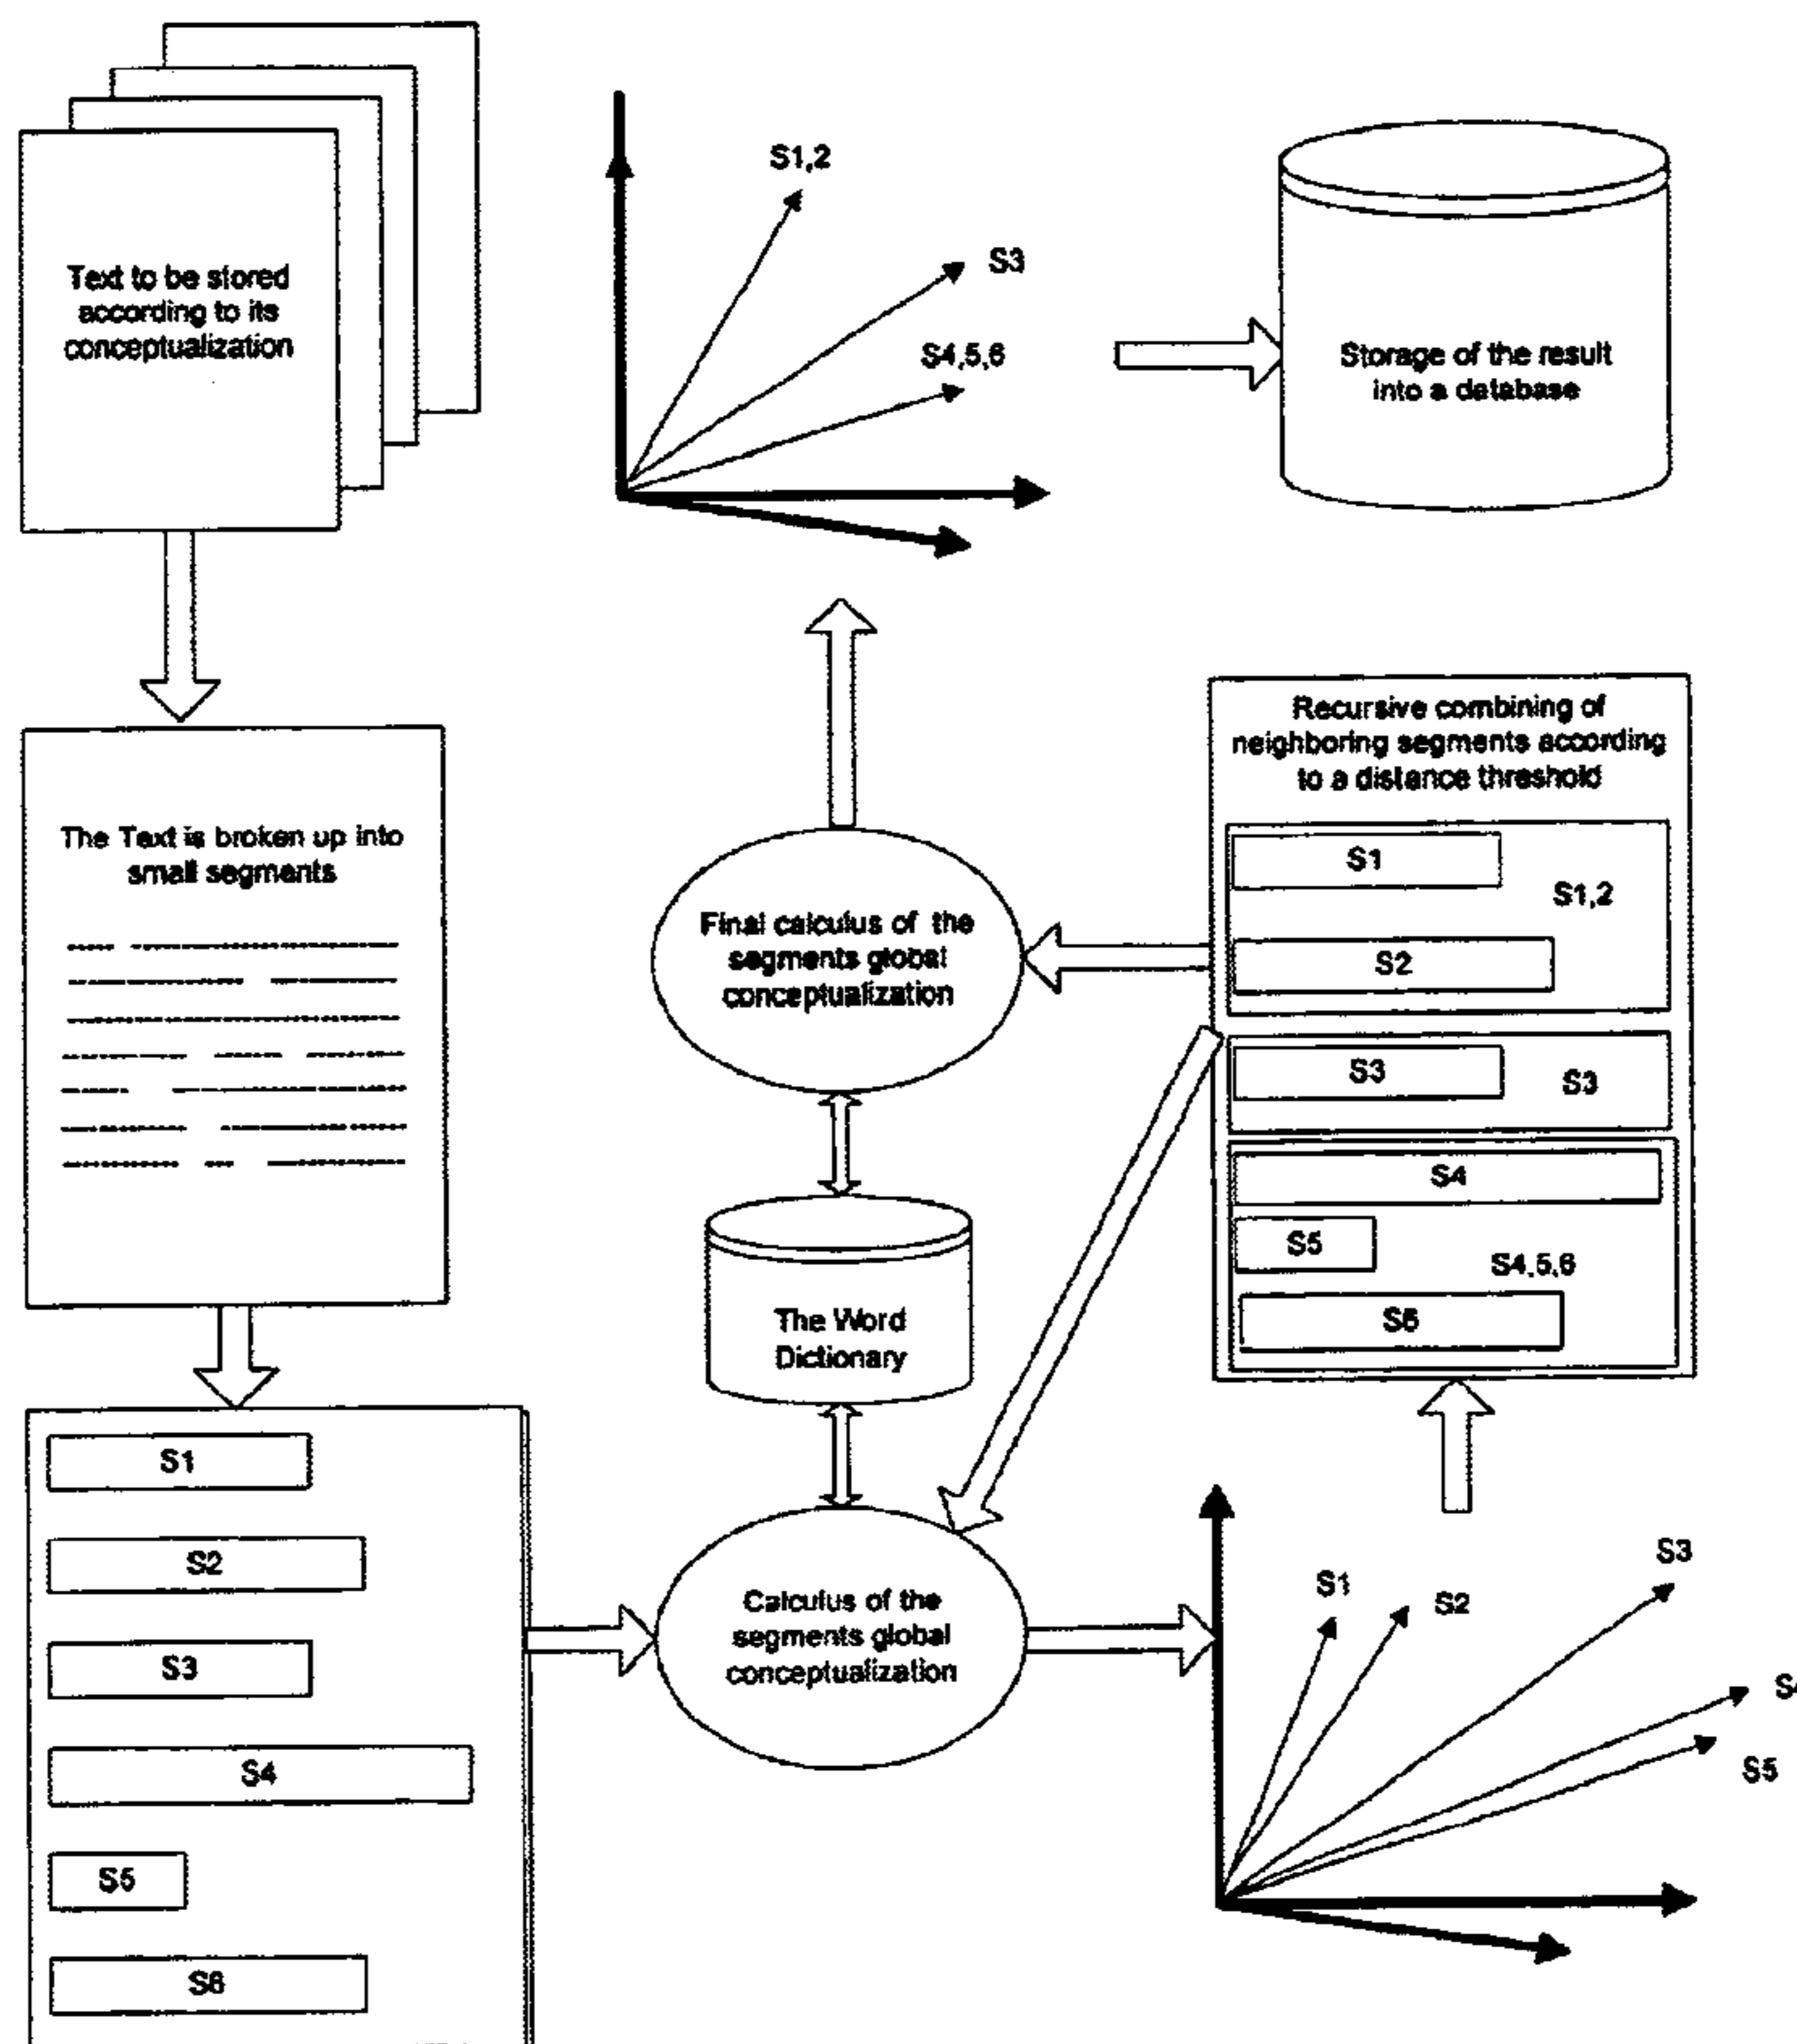 Text to be stored
according to its
conceptualization
S1,2
S3
S4,5,6
Storage of the result
into a database
The Text is broken up into
small segments
Final calculus of the
segments global
conceptualization
Recursive combining of
neighboring segments according
to a distance threshold
S1
S1,2
S2
S3
S3
S4
S5
S4,5,6
S6
The Word
Dictionary
S1
S2
S3
S4
S5
S6
Calculus of the
segments global
conceptualization
S1
S2
S3
S5